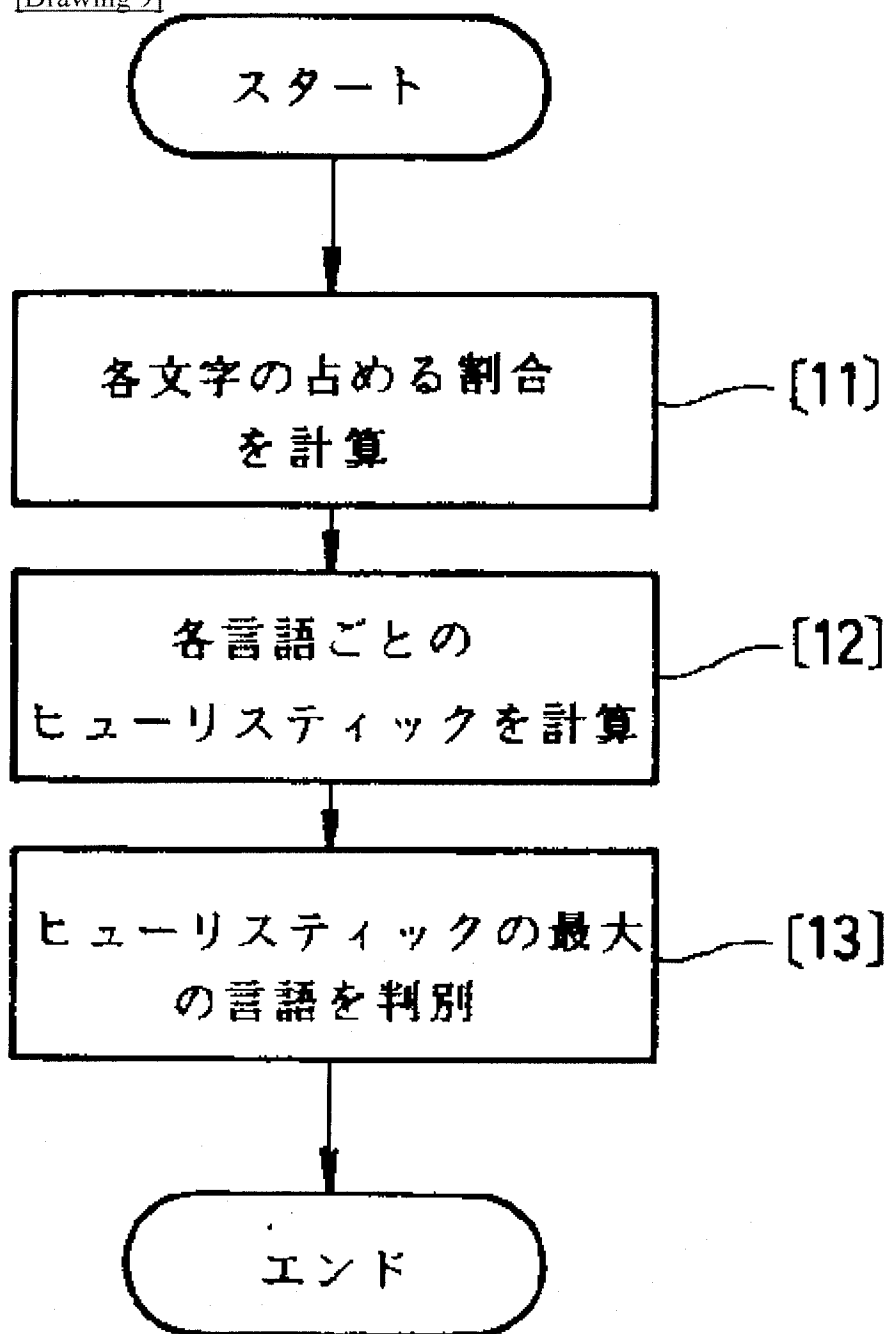 [Drawing 9]
スタート
各文字の占める割合
を計算
[11]
各言語ごとの
ヒューリスティックを計算
[12]
ヒューリスティックの最大
の言語を判別
[13]
エンド